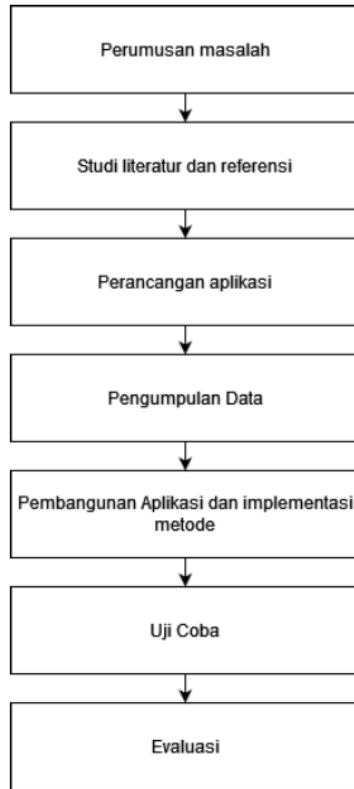 Perumusan masalah
Studi literatur dan referensi
Perancangan aplikasi
Pengumpulan Data
Pembangunan Aplikasi dan implementasi
metode
Uji Coba
Evaluasi